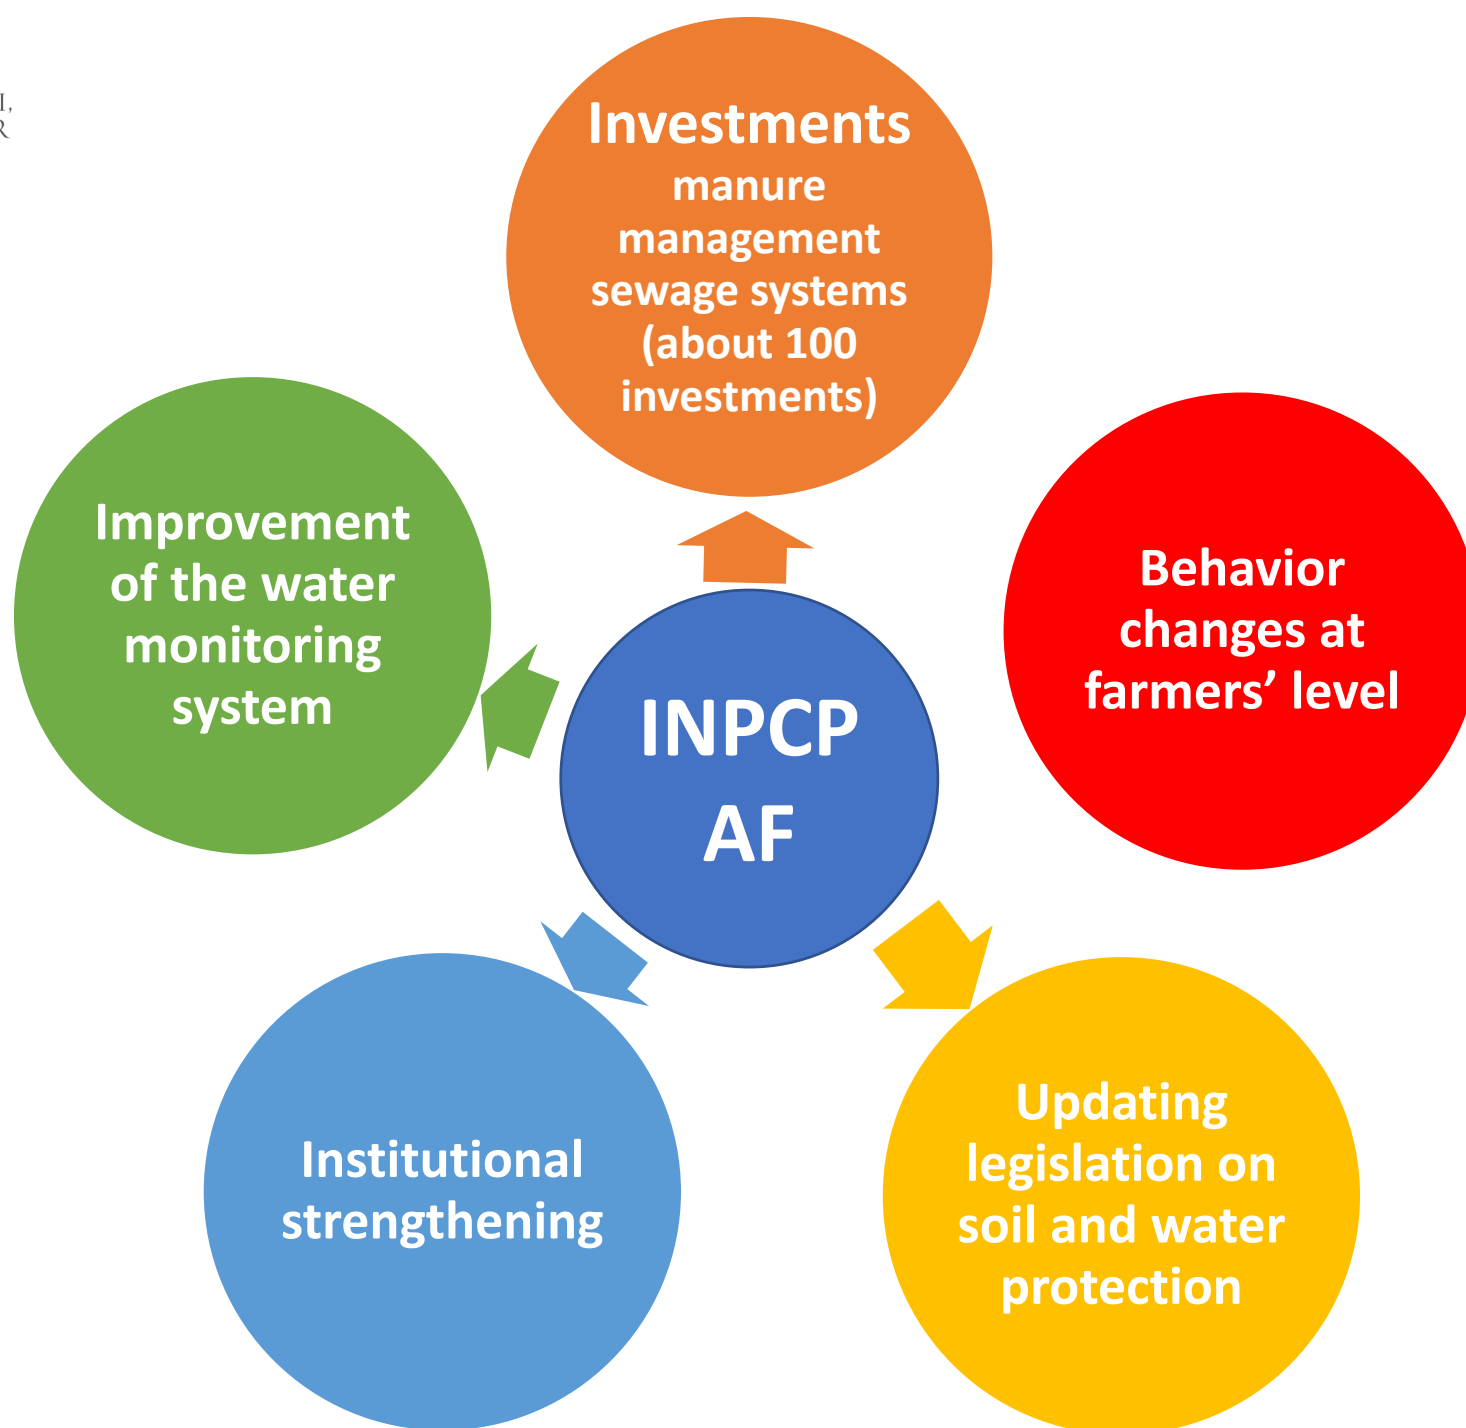 I,
R
Investments
manure
management
sewage systems
(about 100
investments)
Improvement
of the water
monitoring
system
Behavior
changes at
farmers’ level
INPCP
AF
Institutional
strengthening
Updating
legislation on
soil and water
protection